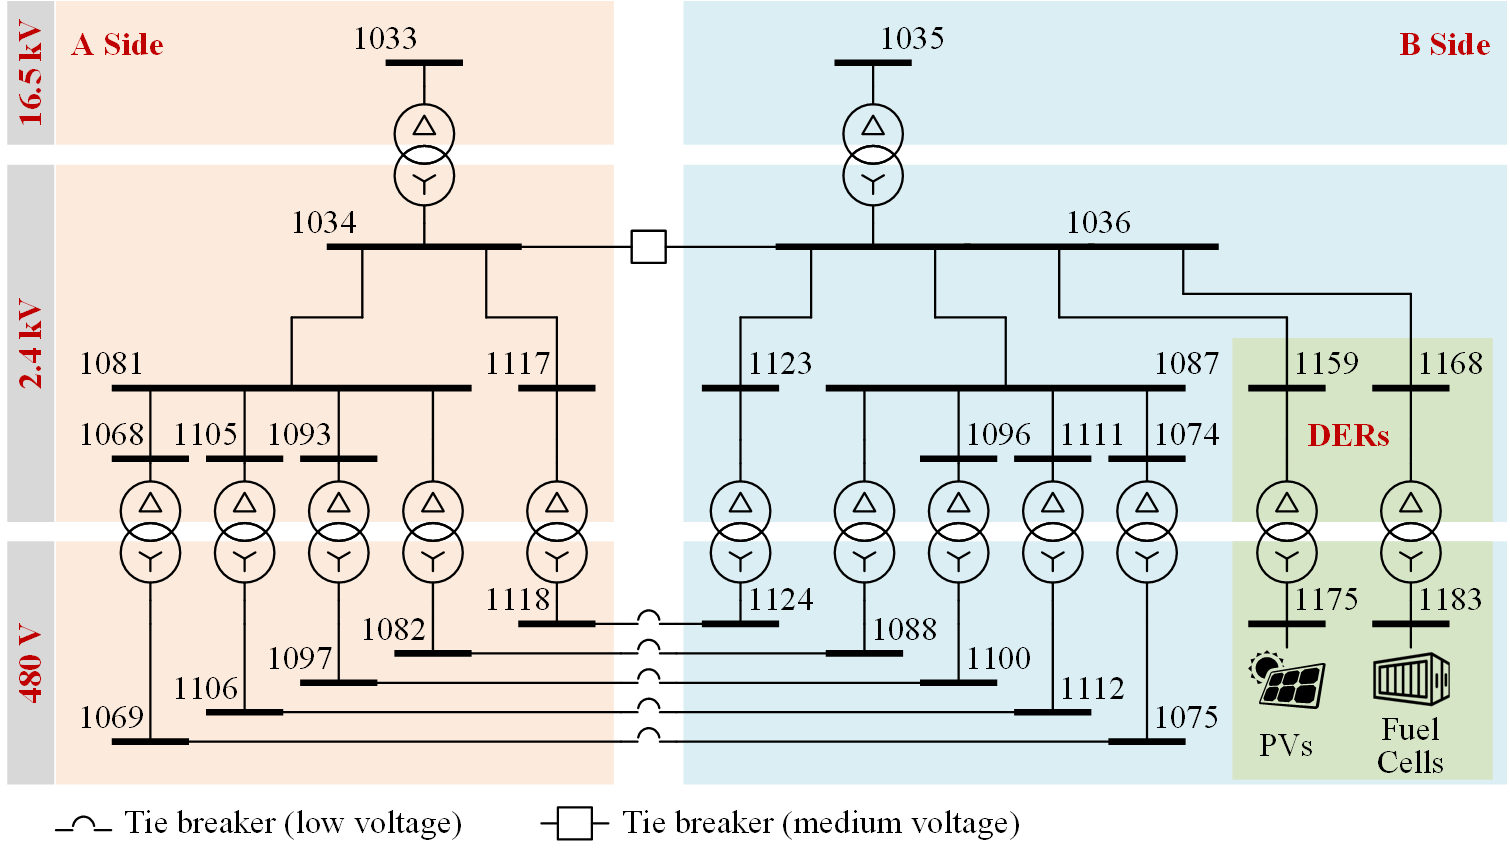 16.5 kV
A Side
1033
1035
B Side
2.4 kV
1034
1036
1081
1117
1123
1087
1159
1168
1068
1105
1093
1096
1111
1074
DERs
480 V
1118
1124
1175
1183
1082
1088
1097
1100
1106
1112
1069
1075
PVs
Fuel
Cells
Tie breaker (low voltage)
Tie breaker (medium voltage)